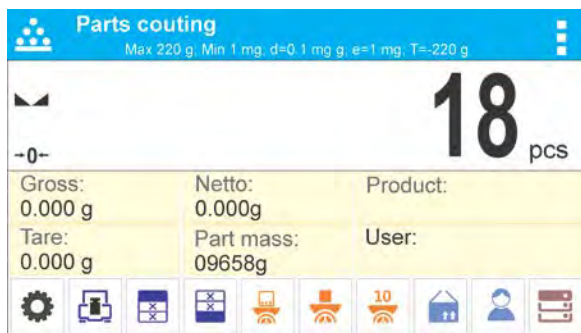 Parts couting
Max 220 g; Min 1 mg; d=0.1 mg g; e=1 mg; T=-220 g
18 pcs
→0←
Gross: Netto: Product:
0.000 g 0.000g
Tare: Part mass: User:
0.000 g 09658g
10